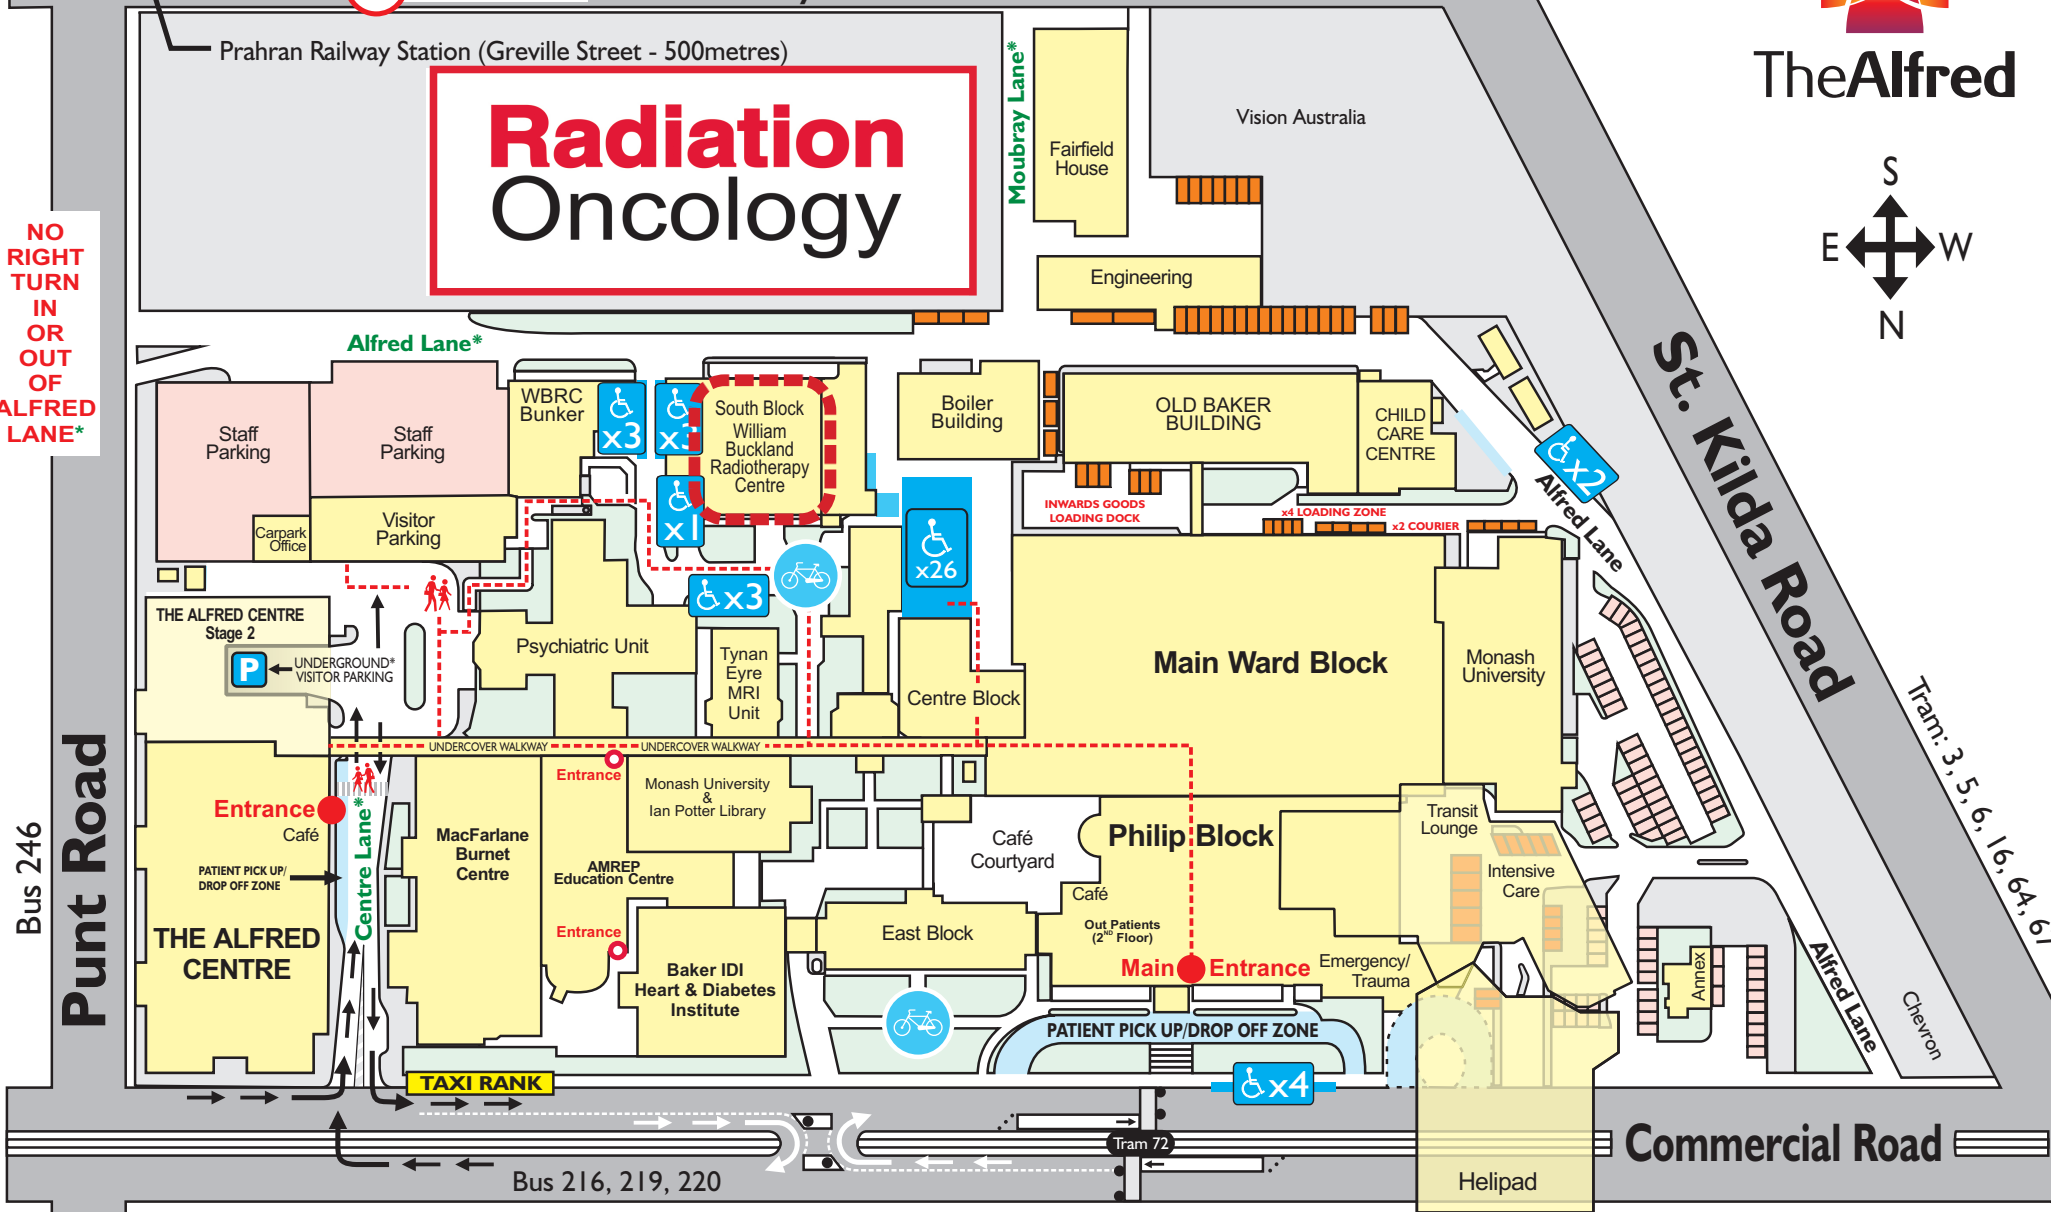 Prahran Railway Station (Greville Street - 500metres)
Radiation
Oncology
Moubray Lane*
Fairfield
House
Vision Australia
TheAlfred
S
E
W
N
NO
RIGHT
TURN
IN
OR
OUT
OF
ALFRED
LANE*
Engineering
Alfred Lane*
Staff
Parking
Staff
Parking
WBRC
Bunker
x3
x3
South Block
William
Buckland
Radiotherapy
Centre
Boiler
Building
OLD BAKER
BUILDING
CHILD
CARE
CENTRE
x2
Alfred Lane
St. Kilda Road
Carpark
Office
Visitor
Parking
x1
x26
INWARDS GOODS
LOADING DOCK
x4 LOADING ZONE
x2 COURIER
x3
THE ALFRED CENTRE
Stage 2
P
UNDERGROUND*
VISITOR PARKING
Psychiatric Unit
Tynan
Eyre
MRI
Unit
Centre Block
Main Ward Block
Monash
University
Tram: 3, 5, 6, 16, 64, 67
UNDERCOVER WALKWAY
UNDERCOVER WALKWAY
Entrance
Monash University
&
Ian Potter Library
Entrance
Café
Centre Lane*
PATIENT PICK UP/
DROP OFF ZONE
MacFarlane
Burnet
Centre
AMREP
Education Centre
Café
Courtyard
Philip Block
Transit
Lounge
Intensive
Care
Café
Out Patients
(2ND Floor)
Bus 246
Punt Road
THE ALFRED
CENTRE
Entrance
East Block
Main Entrance
Emergency/
Trauma
Baker IDI
Heart & Diabetes
Institute
Annex
Alfred Lane
Chevron
PATIENT PICK UP/DROP OFF ZONE
TAXI RANK
x4
Tram 72
Commercial Road
Bus 216, 219, 220
Helipad